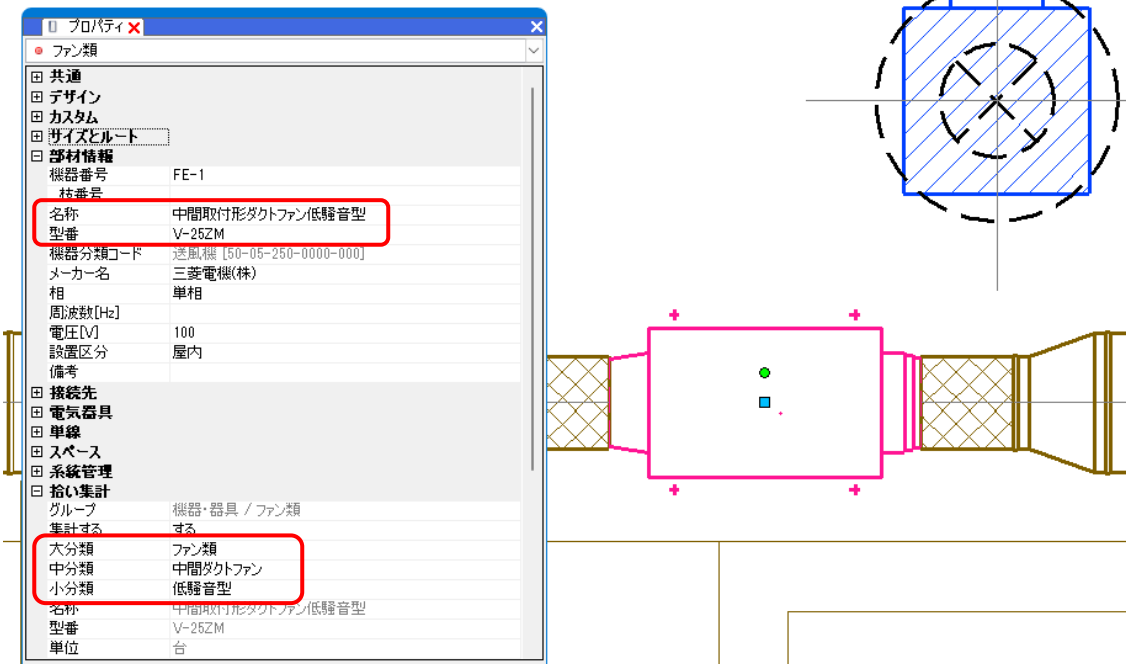 プロパティ
ファン類
共通
デザイン
カスタム
サイズとルート
部材情報
機器番号 FE-1
枝番号
名称 中間取付形ダクトファン低騒音型
型番 V-25ZM
機器分類コード 送風機 [50-05-250-0000-000]
メーカー名 三菱電機(株)
相 単相
周波数[Hz]
電圧[V] 100
設置区分 屋内
備考
接続先
電気器具
単線
スペース
系統管理
拾い集計
グループ 機器・器具 / ファン類
集計する する
大分類 ファン類
中分類 中間ダクトファン
小分類 低騒音型
名称 中間取付形ダクトファン低騒音型
型番 V-25ZM
単位 台